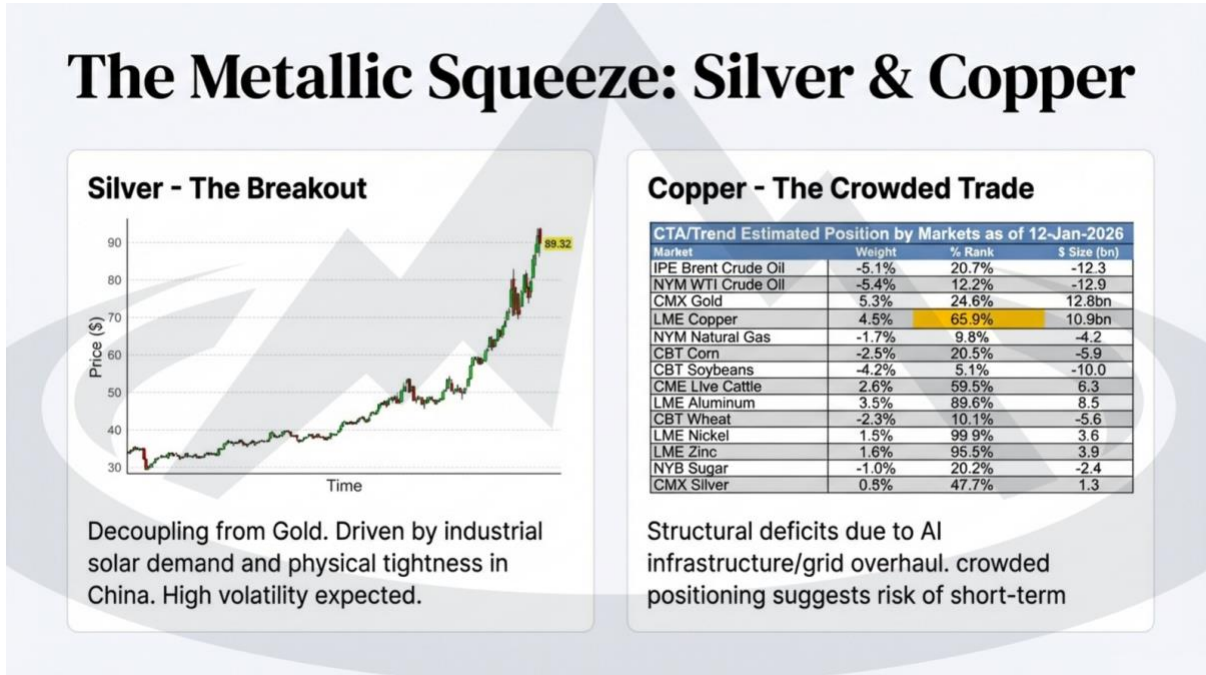 The Metallic Squeeze: Silver & Copper
Silver - The Breakout
90
80
70
60
50
40
30
Price ($)
89.32
Time
Decoupling from Gold. Driven by industrial
solar demand and physical tightness in
China. High volatility expected.
Copper - The Crowded Trade
CTA/Trend Estimated Position by Markets as of 12-Jan-2026
Market Weight % Rank $ Size (bn)
IPE Brent Crude Oil -5.1% 20.7% -12.3
NYM WTI Crude Oil -5.4% 12.2% -12.9
CMX Gold 5.3% 24.6% 12.8bn
LME Copper 4.5% 65.9% 10.9bn
NYM Natural Gas -1.7% 9.8% -4.2
CBT Corn -2.5% 20.5% -5.9
CBT Soybeans -4.2% 5.1% -10.0
CME Live Cattle 2.6% 59.5% 6.3
LME Aluminum 3.5% 89.6% 8.5
CBT Wheat -2.3% 10.1% -5.6
LME Nickel 1.5% 99 9% 3.6
LME Zinc 1.6% 95.5% 3.9
NYB Sugar -1.0% 20.2% -2.4
CMX Silver 0.8% 47.7% 1.3
Structural deficits due to AI
infrastructure/grid overhaul. crowded
positioning suggests risk of short-term